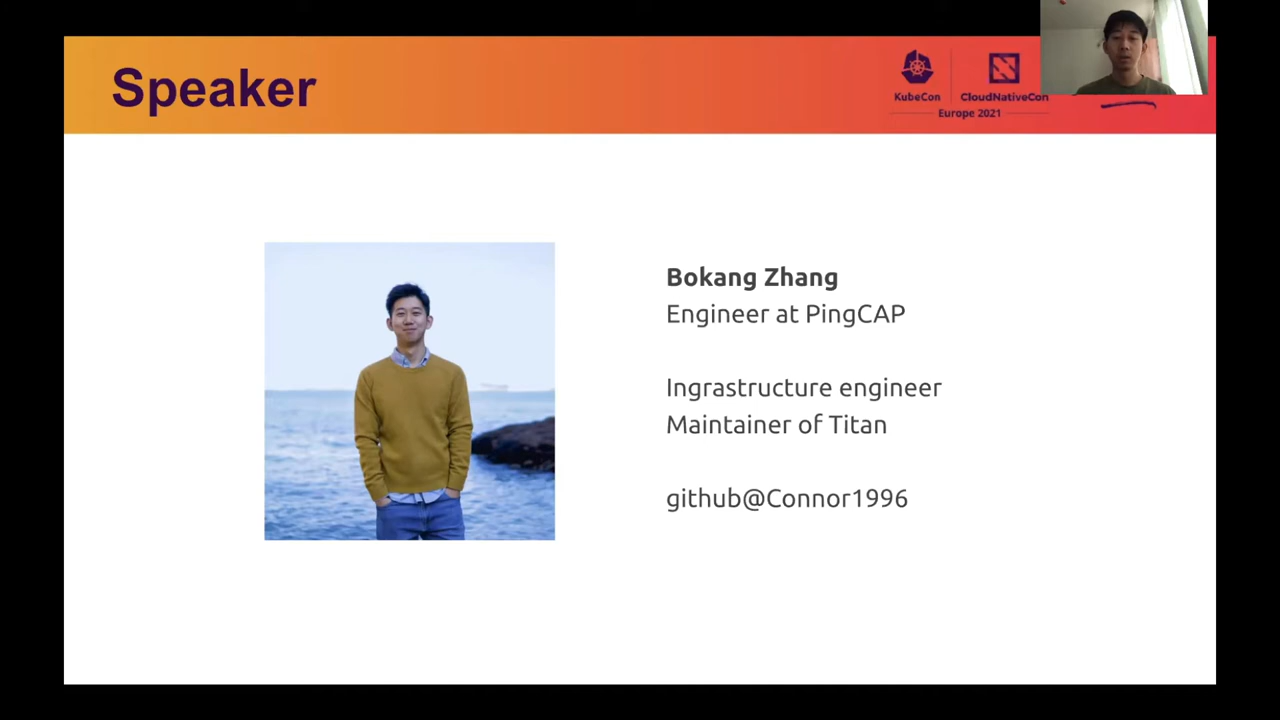 Speaker
KubeCon
CloudNativeCon
Europe 2021
Bokang Zhang
Engineer at PingCAP
Ingrastructure engineer
Maintainer of Titan
github@Connor1996